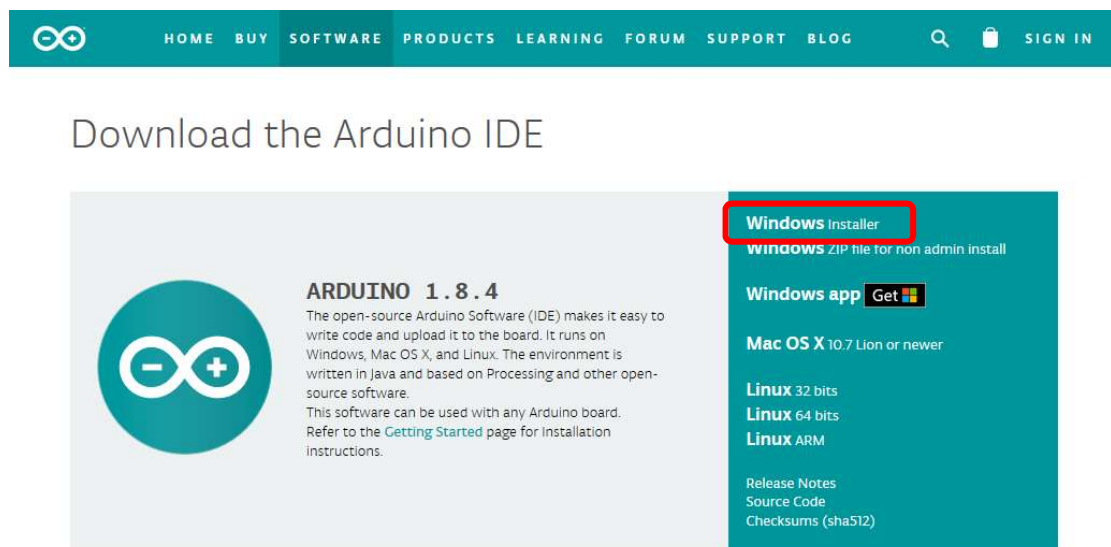 HOME BUY SOFTWARE PRODUCTS LEARNING FORUM SUPPORT BLOG SIGN IN
Download the Arduino IDE
ARDUINO 1.8.4
The open-source Arduino Software (IDE) makes it easy to
write code and upload it to the board. It runs on
Windows, Mac OS X, and Linux. The environment is
written in Java and based on Processing and other open-
source software.
This software can be used with any Arduino board.
Refer to the Getting Started page for Installation
instructions.
Windows Installer
Windows ZIP file for non admin install
Windows app Get
Mac OS X 10.7 Lion or newer
Linux 32 bits
Linux 64 bits
Linux ARM
Release Notes
Source Code
Checksums (sha512)